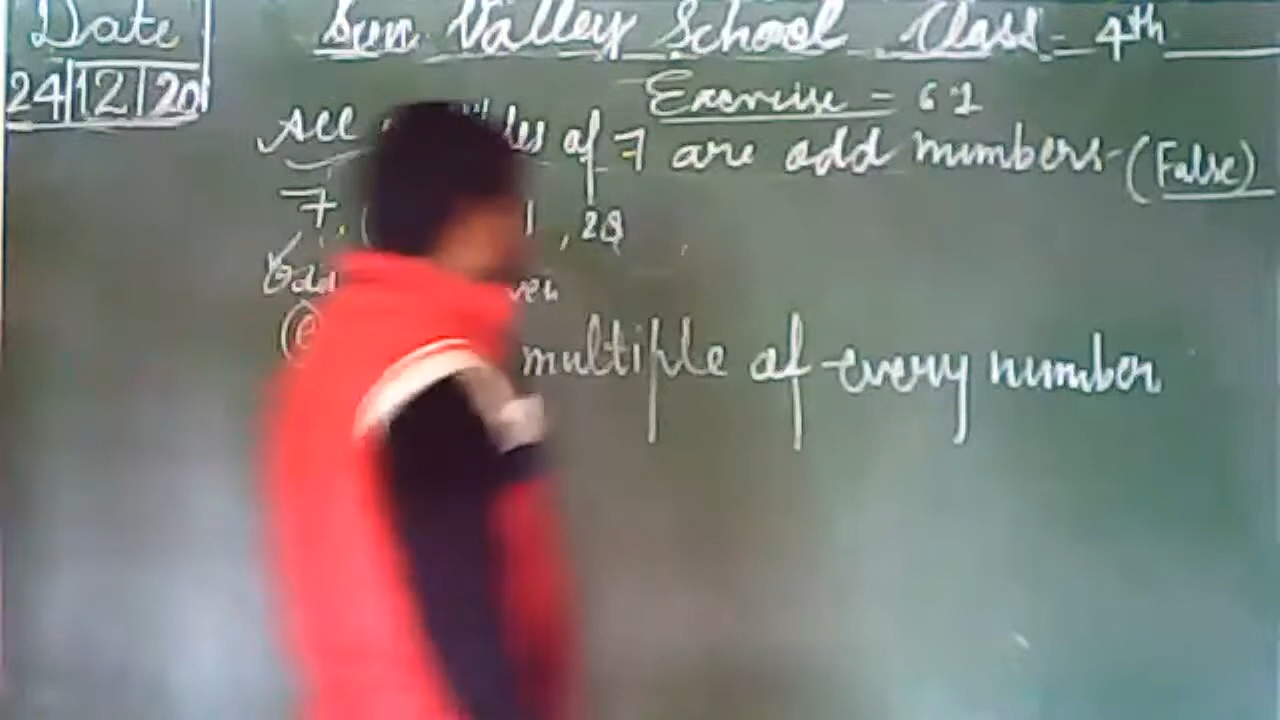 Date
24/12/20
Sun Valley School Class - 4th
Exercise = 6.1
All of 7 are odd numbers - (False)
7, , 28
Odd
multiple of every number